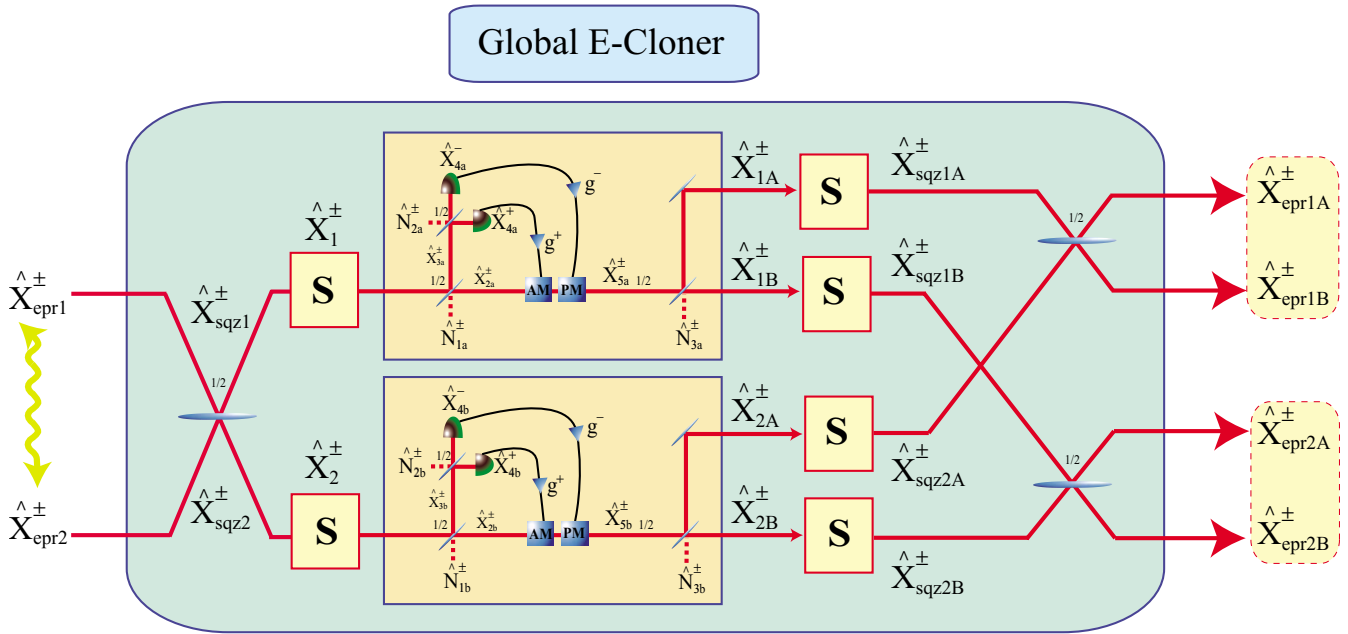 Global E-Cloner
X̂±epr1
X̂±epr2
X̂±sqz1
X̂±sqz2
1/2
X̂±1
S
X̂±2
S
X̂−4a
g−
N̂±2a
1/2
X̂+4a
g+
X̂±3a
1/2
X̂±2a
AM
PM
X̂±5a
1/2
N̂±1a
N̂±3a
X̂−4b
g−
N̂±2b
1/2
X̂+4b
g+
X̂±3b
1/2
X̂±2b
AM
PM
X̂±5b
1/2
N̂±1b
N̂±3b
X̂±1A
S
X̂±sqz1A
X̂±1B
S
X̂±sqz1B
X̂±2A
S
X̂±sqz2A
X̂±2B
S
X̂±sqz2B
1/2
1/2
X̂±epr1A
X̂±epr1B
X̂±epr2A
X̂±epr2B